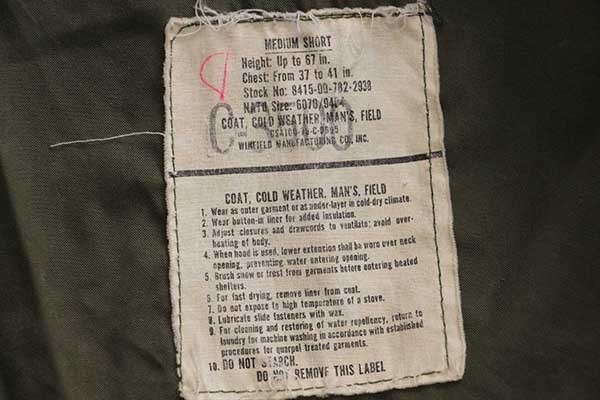 MEDIUM SHORT
Height: Up to 67 in.
Chest: From 37 to 41 in.
Stock No: 8415-00-782-2938
NATO Size: 6070/9404
COAT, COLD WEATHER, MAN'S, FIELD
WINFIELD MANUFACTURING CO., INC.
COAT, COLD WEATHER, MAN'S, FIELD
1. Wear as outer garment or as under-layer in cold-dry climate.
2. Wear button-in liner for added insulation.
3. Adjust closures and drawcords to ventilate; avoid over-
heating of body.
4. When hood is used, lower extension shall be worn over neck
opening, preventing water entering opening.
5. Brush snow or frost from garments before entering heated
shelters.
6. For fast drying, remove liner from coat.
7. Do not expose to high temperature of a stove.
8. Lubricate slide fasteners with wax.
9. For cleaning and restoring of water repellency, return to
laundry for machine washing in accordance with established
procedures for quarpel treated garments.
10. DO NOT STARCH.
DO NOT REMOVE THIS LABEL